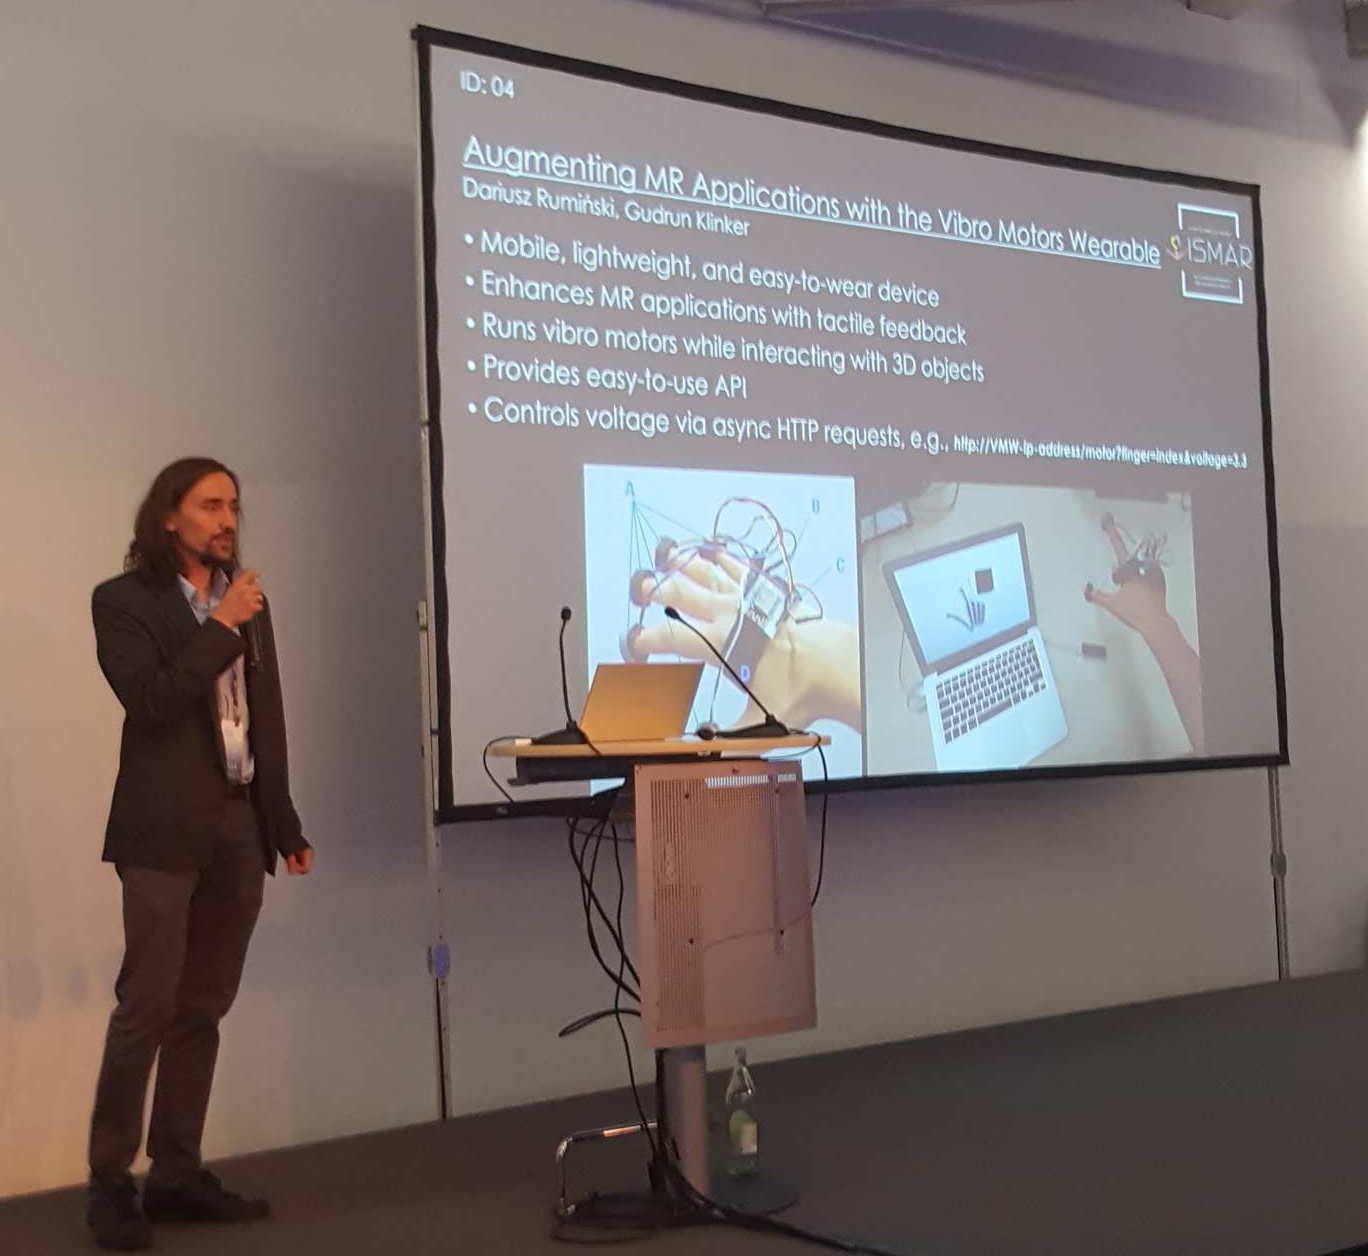 ID: 04
Augmenting MR Applications with the Vibro Motors Wearable
Dariusz Rumiński, Gudrun Klinker
ISMAR
• Mobile, lightweight, and easy-to-wear device
• Enhances MR applications with tactile feedback
• Runs vibro motors while interacting with 3D objects
• Provides easy-to-use API
• Controls voltage via async HTTP requests, e.g., http://VMW-ip-address/motor?finger=index&voltage=3.3
A
B
C
D